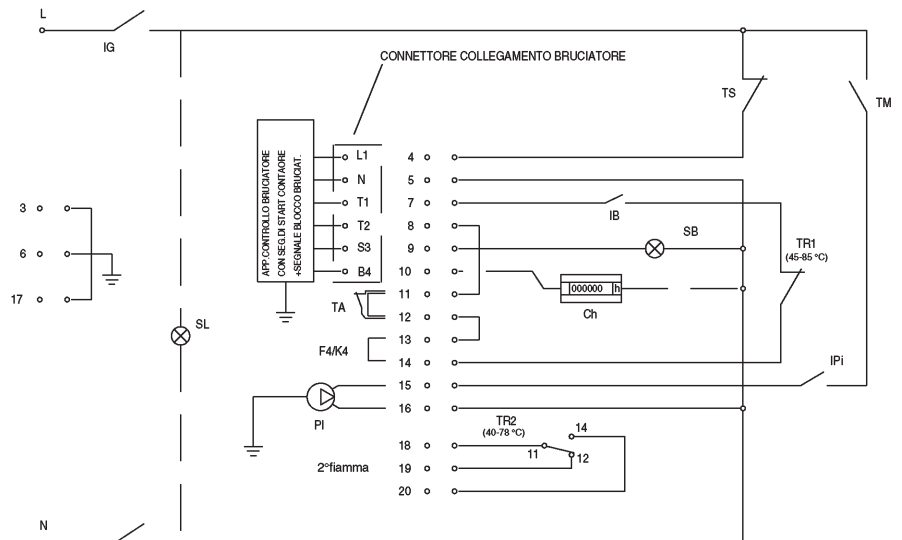 L
IG
CONNETTORE COLLEGAMENTO BRUCIATORE
TS
TM
APP.CONTROLLO BRUCIATORE
CON SEG.DI START CONTAORE
+SEGNALE BLOCCO BRUCIAT.
L1
N
T1
T2
S3
B4
4
5
7
8
9
10
11
12
13
14
15
16
18
19
20
IB
SB
TR1
(45-85 °C)
000000 h
Ch
3
6
17
SL
TA
F4/K4
IPi
PI
TR2
(40-78 °C)
14
11
12
2°fiamma
N